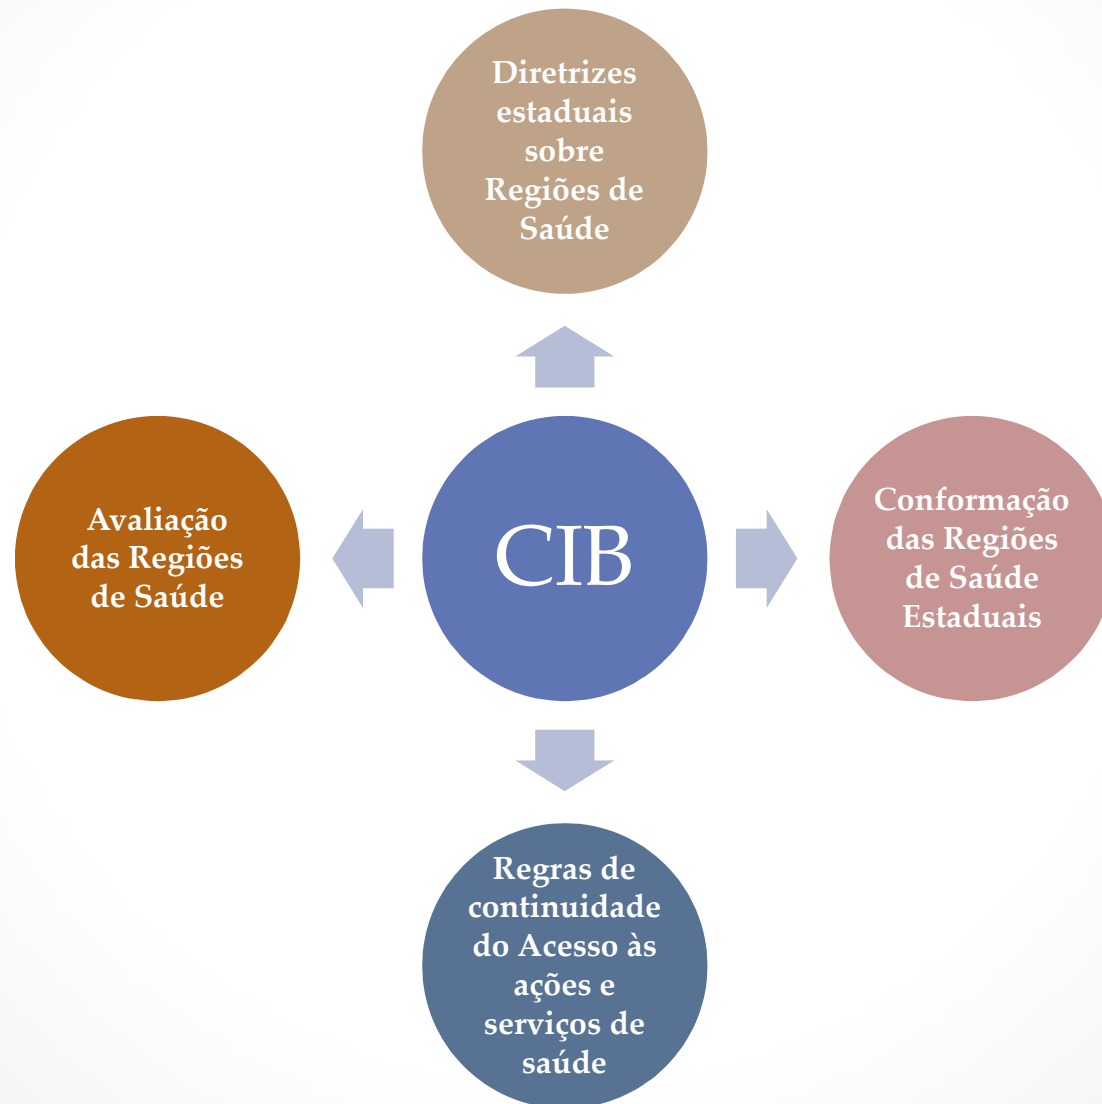 Diretrizes
estaduais
sobre
Regiões de
Saúde
Avaliação
das Regiões
de Saúde
CIB
Conformação
das Regiões
de Saúde
Estaduais
Regras de
continuidade
do Acesso às
ações e
serviços de
saúde